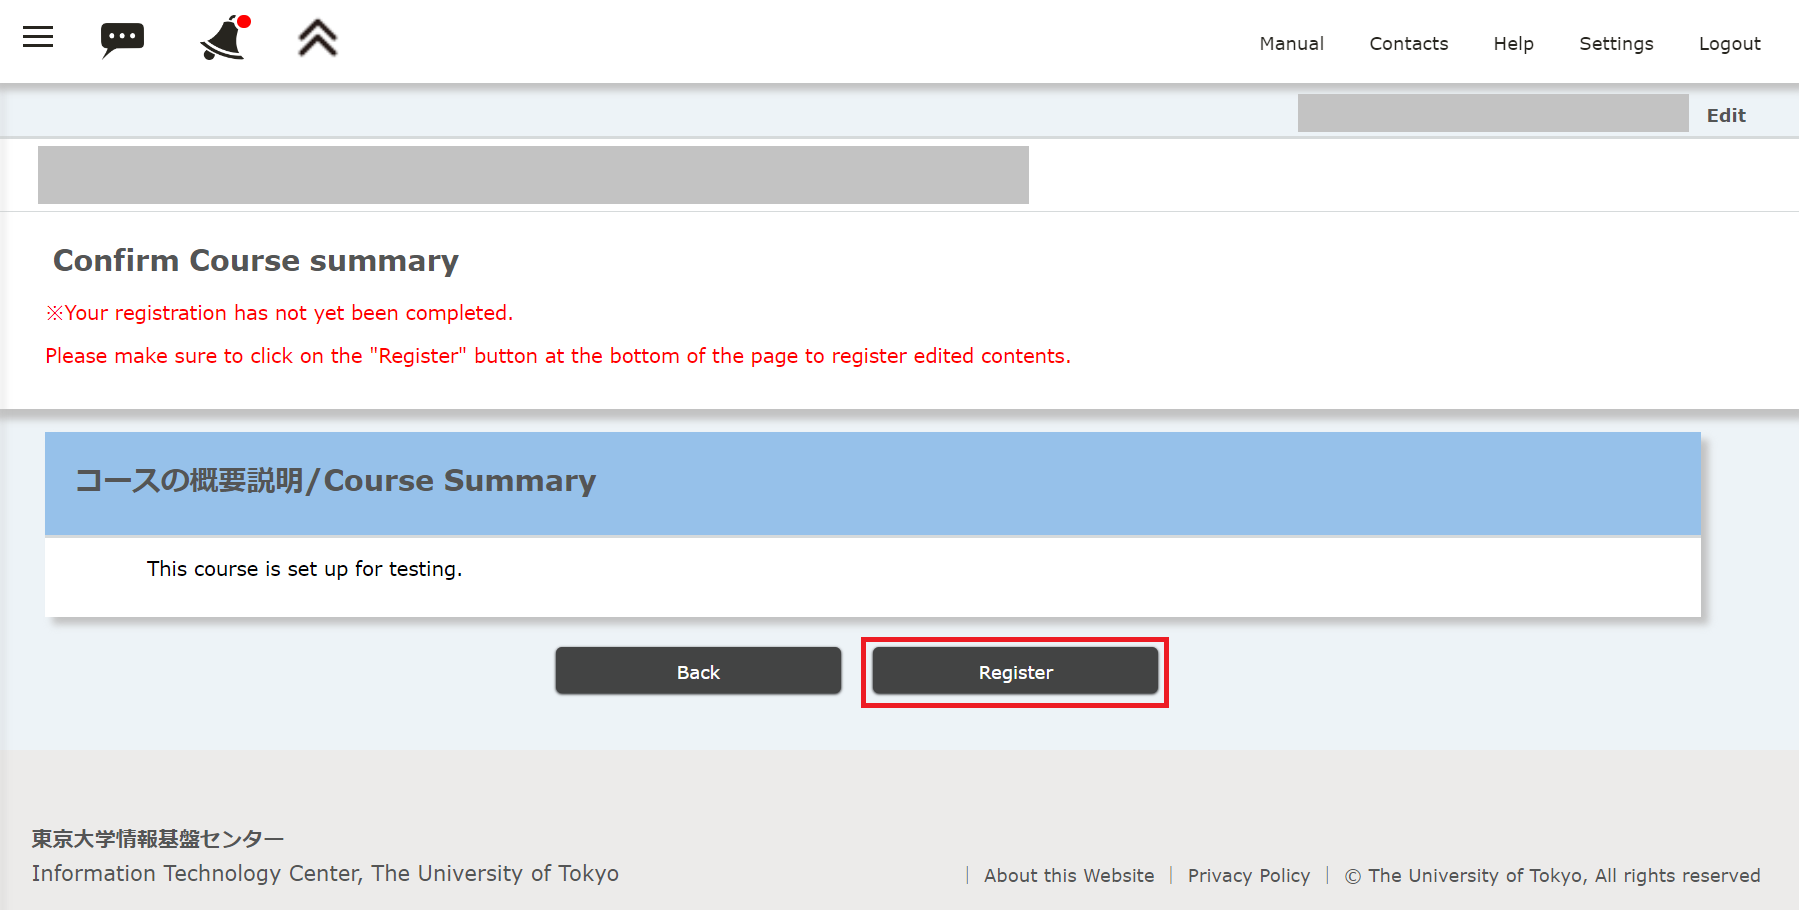 Manual Contacts Help Settings Logout
Edit
Confirm Course summary
※Your registration has not yet been completed.
Please make sure to click on the "Register" button at the bottom of the page to register edited contents.
コースの概要説明/Course Summary
This course is set up for testing.
Back Register
東京大学情報基盤センター
Information Technology Center, The University of Tokyo
| About this Website | Privacy Policy | © The University of Tokyo, All rights reserved